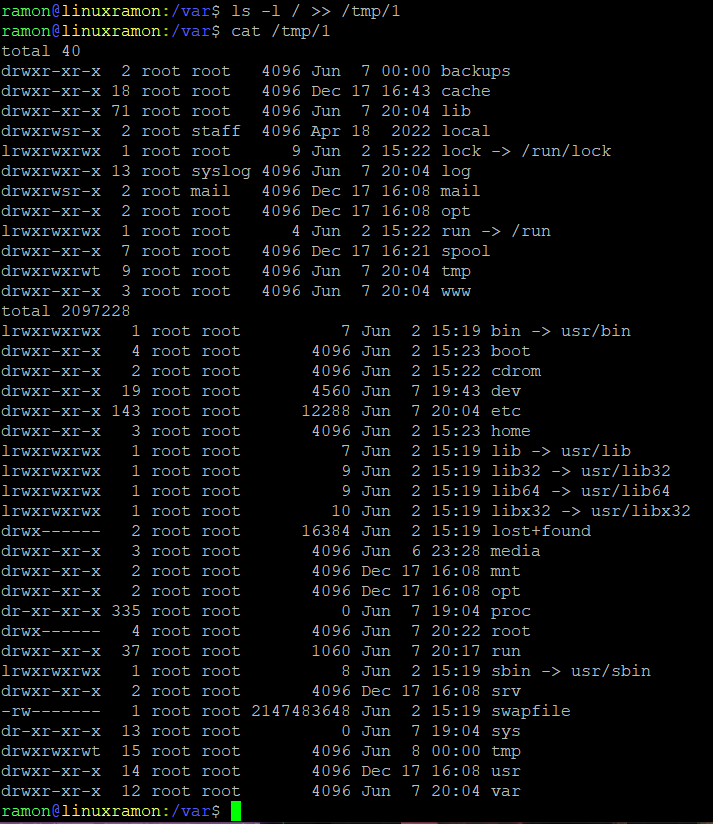 ramon@linuxramon:/var$ ls -l / >> /tmp/1
ramon@linuxramon:/var$ cat /tmp/1
total 40
drwxr-xr-x  2 root root   4096 Jun  7 00:00 backups
drwxr-xr-x 18 root root   4096 Dec 17 16:43 cache
drwxr-xr-x 71 root root   4096 Jun  7 20:04 lib
drwxrwsr-x  2 root staff  4096 Apr 18  2022 local
lrwxrwxrwx  1 root root      9 Jun  2 15:22 lock -> /run/lock
drwxrwxr-x 13 root syslog 4096 Jun  7 20:04 log
drwxrwsr-x  2 root mail   4096 Dec 17 16:08 mail
drwxr-xr-x  2 root root   4096 Dec 17 16:08 opt
lrwxrwxrwx  1 root root      4 Jun  2 15:22 run -> /run
drwxr-xr-x  7 root root   4096 Dec 17 16:21 spool
drwxrwxrwt  9 root root   4096 Jun  7 20:04 tmp
drwxr-xr-x  3 root root   4096 Jun  7 20:04 www
total 2097228
lrwxrwxrwx   1 root root          7 Jun  2 15:19 bin -> usr/bin
drwxr-xr-x   4 root root       4096 Jun  2 15:23 boot
drwxr-xr-x   2 root root       4096 Jun  2 15:22 cdrom
drwxr-xr-x  19 root root       4560 Jun  7 19:43 dev
drwxr-xr-x 143 root root      12288 Jun  7 20:04 etc
drwxr-xr-x   3 root root       4096 Jun  2 15:23 home
lrwxrwxrwx   1 root root          7 Jun  2 15:19 lib -> usr/lib
lrwxrwxrwx   1 root root          9 Jun  2 15:19 lib32 -> usr/lib32
lrwxrwxrwx   1 root root          9 Jun  2 15:19 lib64 -> usr/lib64
lrwxrwxrwx   1 root root         10 Jun  2 15:19 libx32 -> usr/libx32
drwx------   2 root root      16384 Jun  2 15:19 lost+found
drwxr-xr-x   3 root root       4096 Jun  6 23:28 media
drwxr-xr-x   2 root root       4096 Dec 17 16:08 mnt
drwxr-xr-x   2 root root       4096 Dec 17 16:08 opt
dr-xr-xr-x 335 root root          0 Jun  7 19:04 proc
drwx------   4 root root       4096 Jun  7 20:22 root
drwxr-xr-x  37 root root       1060 Jun  7 20:17 run
lrwxrwxrwx   1 root root          8 Jun  2 15:19 sbin -> usr/sbin
drwxr-xr-x   2 root root       4096 Dec 17 16:08 srv
-rw-------   1 root root 2147483648 Jun  2 15:19 swapfile
dr-xr-xr-x  13 root root          0 Jun  7 19:04 sys
drwxrwxrwt  15 root root       4096 Jun  8 00:00 tmp
drwxr-xr-x  14 root root       4096 Dec 17 16:08 usr
drwxr-xr-x  12 root root       4096 Jun  7 20:04 var
ramon@linuxramon:/var$